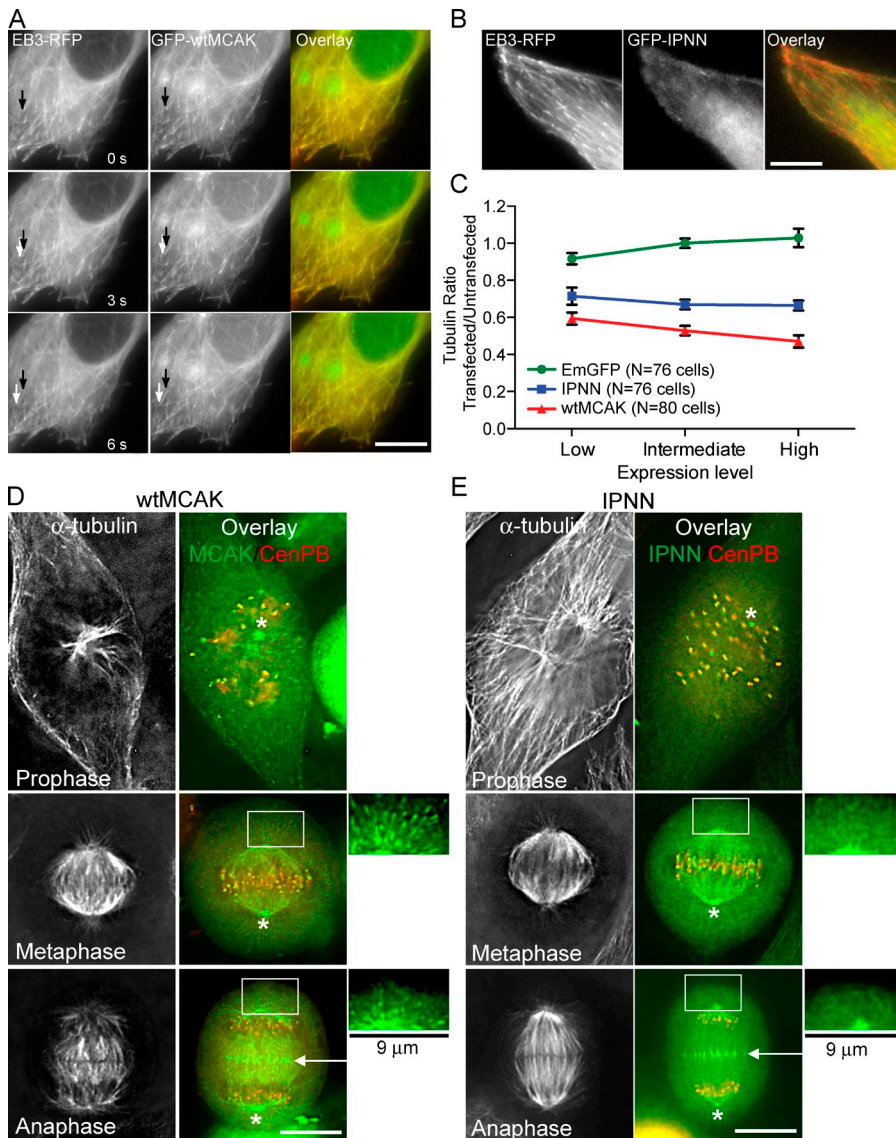 A
EB3-RFP GFP-wtMCAK Overlay
0 s
3 s
6 s
B
EB3-RFP GFP-IPNN Overlay
C
Tubulin Ratio
Transfected/Untransfected
1.2
1.0
0.8
0.6
0.4
0.2
0.0
EmGFP (N=76 cells)
IPNN (N=76 cells)
wtMCAK (N=80 cells)
Low Intermediate High
Expression level
D
wtMCAK
α-tubulin Overlay
MCAK/CenPB
*
Prophase
*
Metaphase
*
Anaphase
9 μm
E
IPNN
α-tubulin Overlay
IPNN/CenPB
*
Prophase
*
Metaphase
*
Anaphase
9 μm